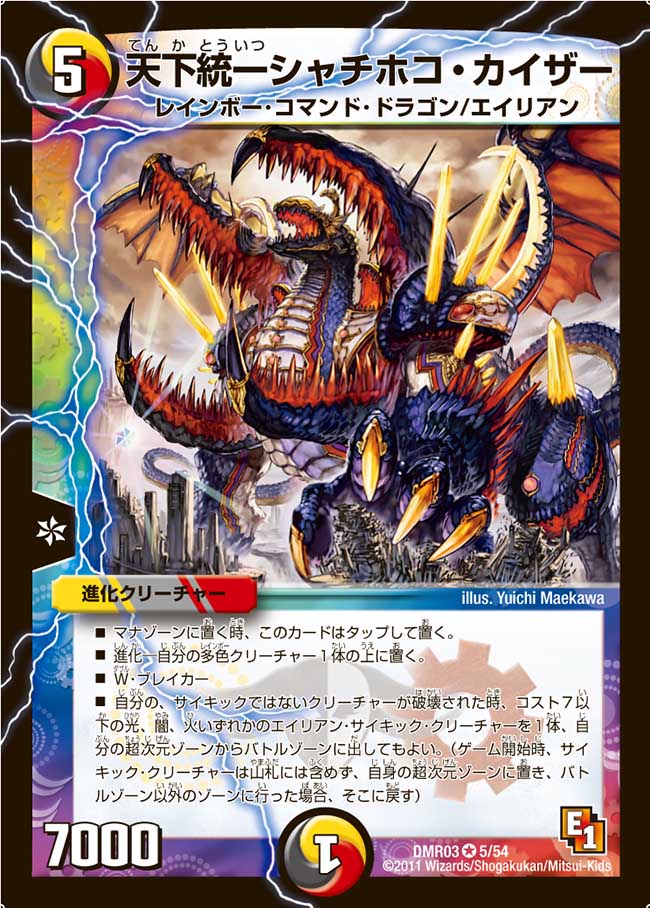 5
てんかとういつ
天下統一シャチホコ・カイザー
レインボー・コマンド・ドラゴン/エイリアン
進化クリーチャー
illus. Yuichi Maekawa
■ マナゾーンに置く時、このカードはタップして置く。
■ 進化－自分の多色クリーチャー1体の上に置く。
■ W・ブレイカー
■ 自分の、サイキックではないクリーチャーが破壊された時、コスト7以
下の光、闇、火いずれかのエイリアン・サイキック・クリーチャーを1体、自
分の超次元ゾーンからバトルゾーンに出してもよい。(ゲーム開始時、サイ
キック・クリーチャーは山札には含めず、自身の超次元ゾーンに置き、バト
ルゾーン以外のゾーンに行った場合、そこに戻す)
7000
1
E1
DMR03 5/54
©2011 Wizards/Shogakukan/Mitsui-Kids